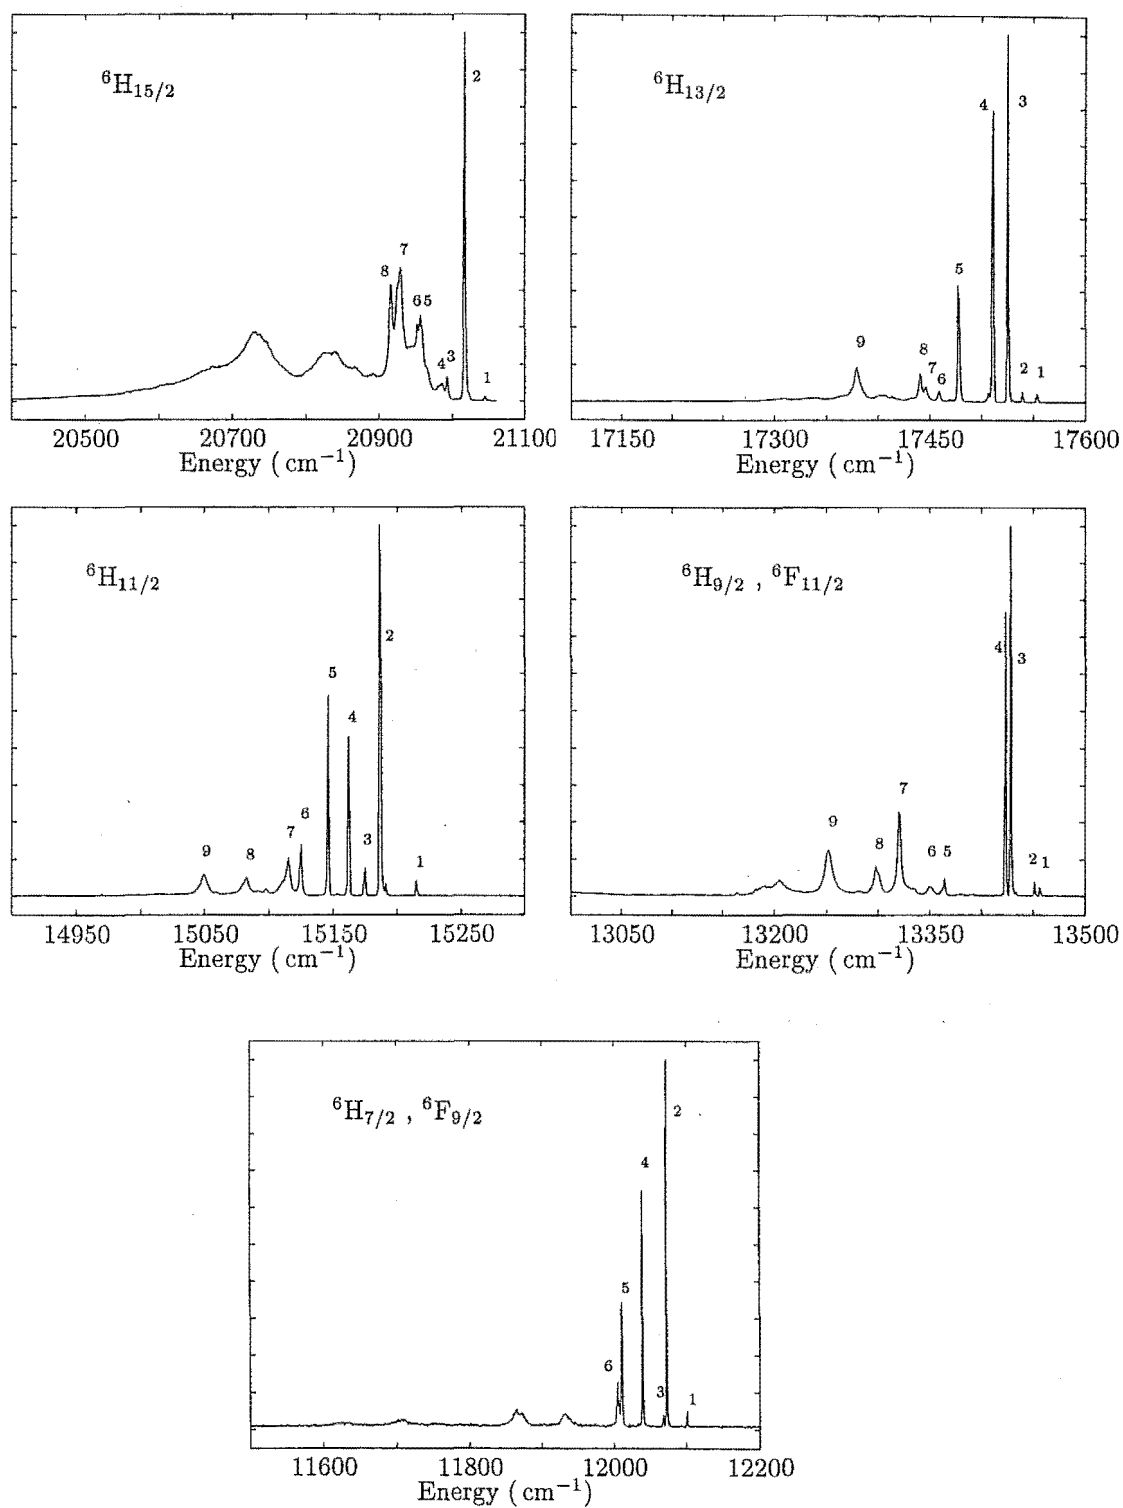 ⁶H₁₅/₂
2
7
8
65
4
3
1
20500 20700 20900 21100
Energy (cm⁻¹)
⁶H₁₃/₂
4
3
5
9
8
7
6
2
1
17150 17300 17450 17600
Energy (cm⁻¹)
⁶H₁₁/₂
2
5
4
6
7
3
9
8
1
14950 15050 15150 15250
Energy (cm⁻¹)
⁶H₉/₂ , ⁶F₁₁/₂
4
3
7
9
8
6 5
2 1
13050 13200 13350 13500
Energy (cm⁻¹)
⁶H₇/₂ , ⁶F₉/₂
2
4
5
6
3
1
11600 11800 12000 12200
Energy (cm⁻¹)